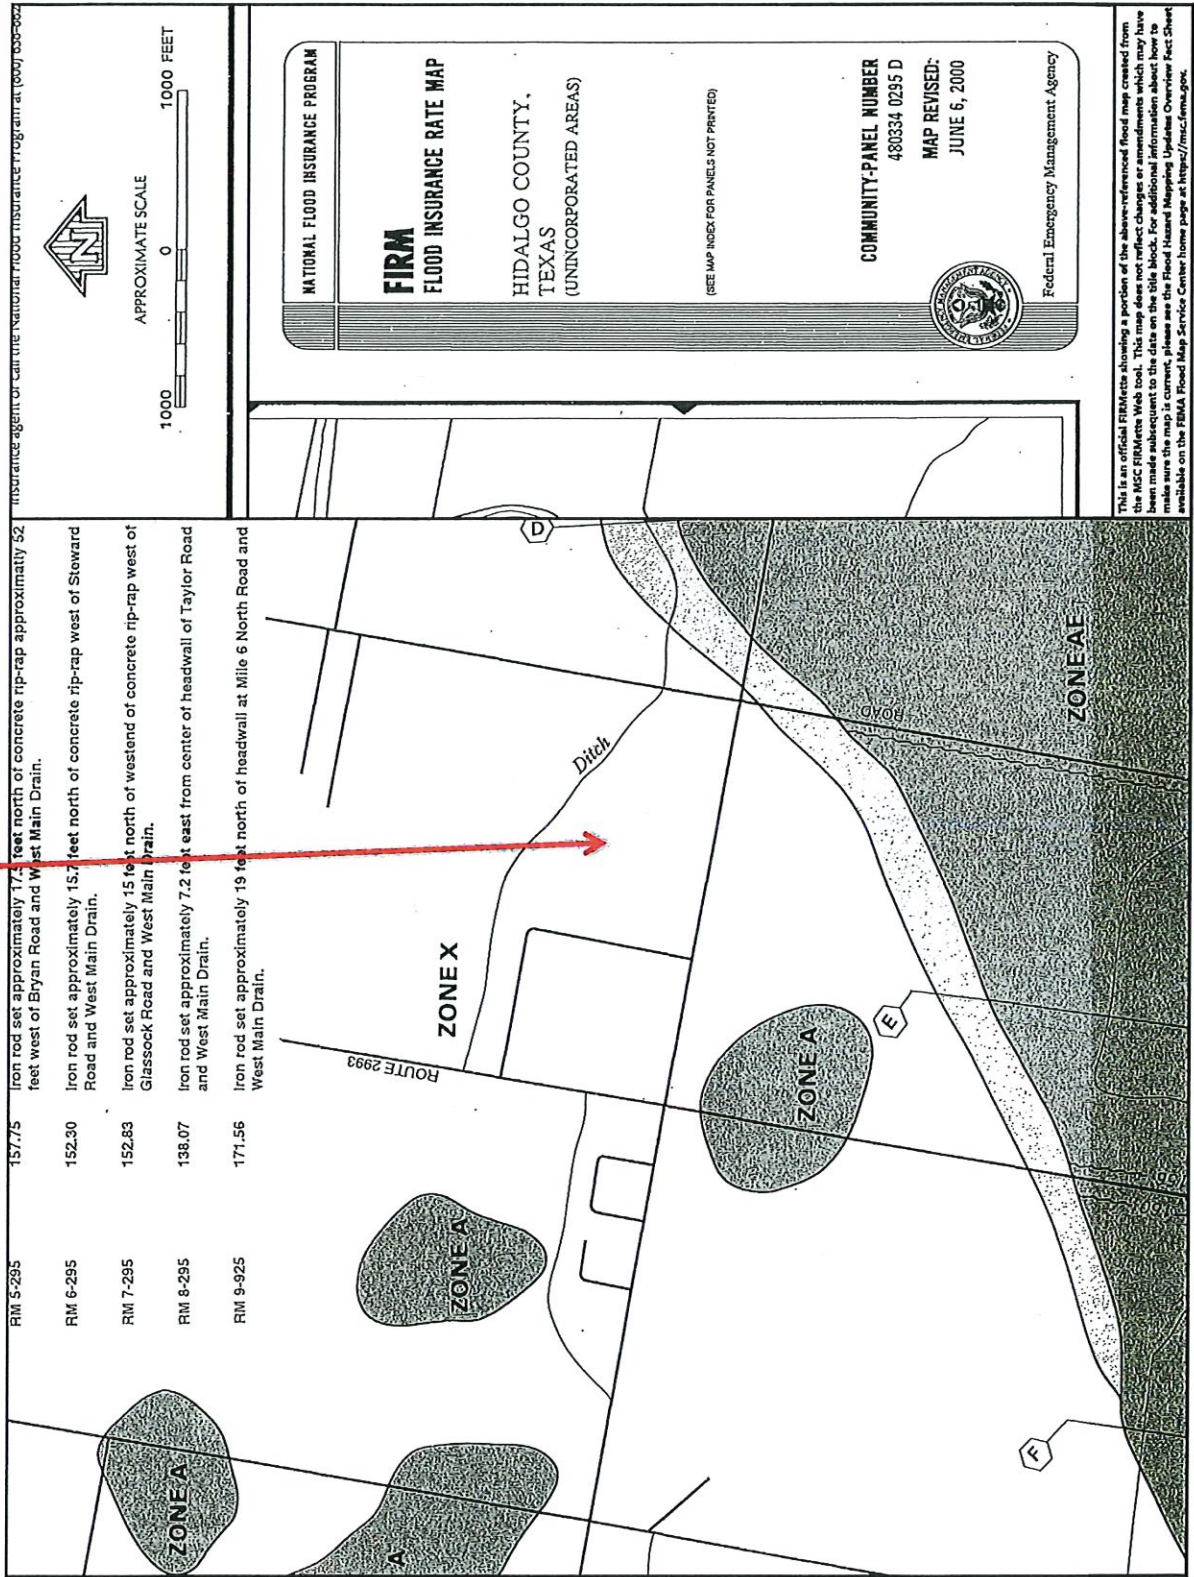 RM 5-295 157.75 Iron rod set approximately 17.5 feet north of concrete rip-rap approximatly 52
feet west of Bryan Road and West Main Drain.
RM 6-295 152.30 Iron rod set approximately 15.7 feet north of concrete rip-rap west of Steward
Road and West Main Drain.
RM 7-295 152.83 Iron rod set approximately 15 feet north of westend of concrete rip-rap west of
Glassock Road and West Main Drain.
RM 8-295 138.07 Iron rod set approximately 7.2 feet east from center of headwall of Taylor Road
and West Main Drain.
RM 9-925 171.56 Iron rod set approximately 19 feet north of headwall at Mile 6 North Road and
West Main Drain.
insurance agent or call the National Flood Insurance Program at (800) 638-6620
N
APPROXIMATE SCALE
1000 0 1000 FEET
NATIONAL FLOOD INSURANCE PROGRAM
FIRM
FLOOD INSURANCE RATE MAP
HIDALGO COUNTY,
TEXAS
(UNINCORPORATED AREAS)
(SEE MAP INDEX FOR PANELS NOT PRINTED)
COMMUNITY-PANEL NUMBER
480334 0295 D
MAP REVISED:
JUNE 6, 2000
Federal Emergency Management Agency
ZONE A
A
ZONE A
ZONE X
ROUTE 2993
Ditch
D
ZONE A
E
F
ROAD
ZONE AE
This is an official FIRMette showing a portion of the above-referenced flood map created from
the MSC FIRMette Web tool. This map does not reflect changes or amendments which may have
been made subsequent to the date on the title block. For additional information about how to
make sure the map is current, please see the Flood Hazard Mapping Updates Overview Fact Sheet
available on the FEMA Flood Map Service Center home page at https://msc.fema.gov.